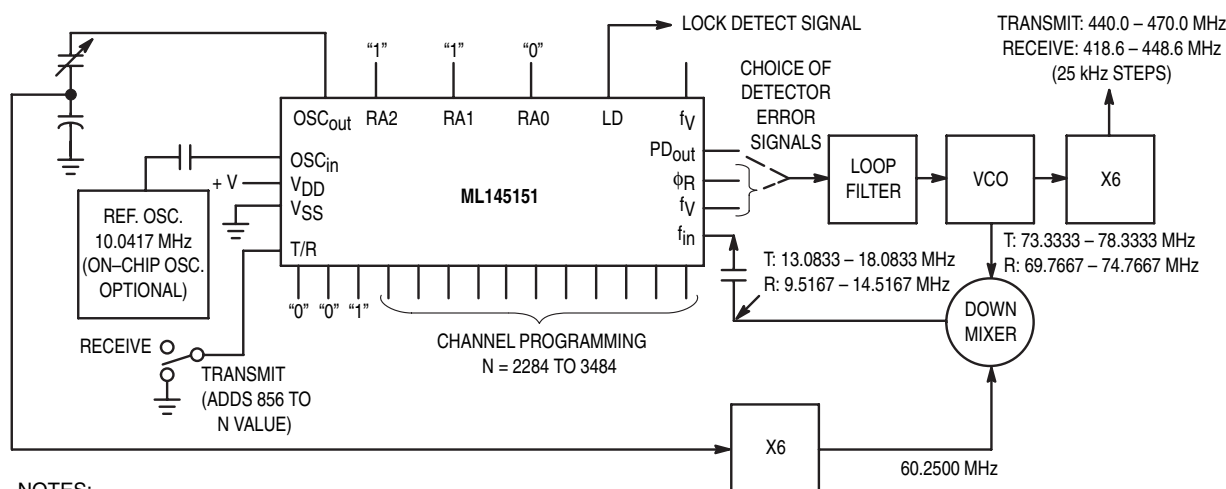 TRANSMIT: 440.0 – 470.0 MHz
RECEIVE: 418.6 – 448.6 MHz
(25 kHz STEPS)
LOCK DETECT SIGNAL
“1”
“1”
“0”
CHOICE OF
DETECTOR
ERROR
SIGNALS
OSCout
RA2
RA1
RA0
LD
fV
OSCin
VDD
VSS
T/R
+ V
ML145151
PDout
ϕR
fV
fin
LOOP
FILTER
VCO
X6
REF. OSC.
10.0417 MHz
(ON–CHIP OSC.
OPTIONAL)
T: 13.0833 – 18.0833 MHz
R: 9.5167 – 14.5167 MHz
T: 73.3333 – 78.3333 MHz
R: 69.7667 – 74.7667 MHz
“0”
“0”
“1”
DOWN
MIXER
CHANNEL PROGRAMMING
N = 2284 TO 3484
RECEIVE
TRANSMIT
(ADDS 856 TO
N VALUE)
X6
60.2500 MHz
NOTES: